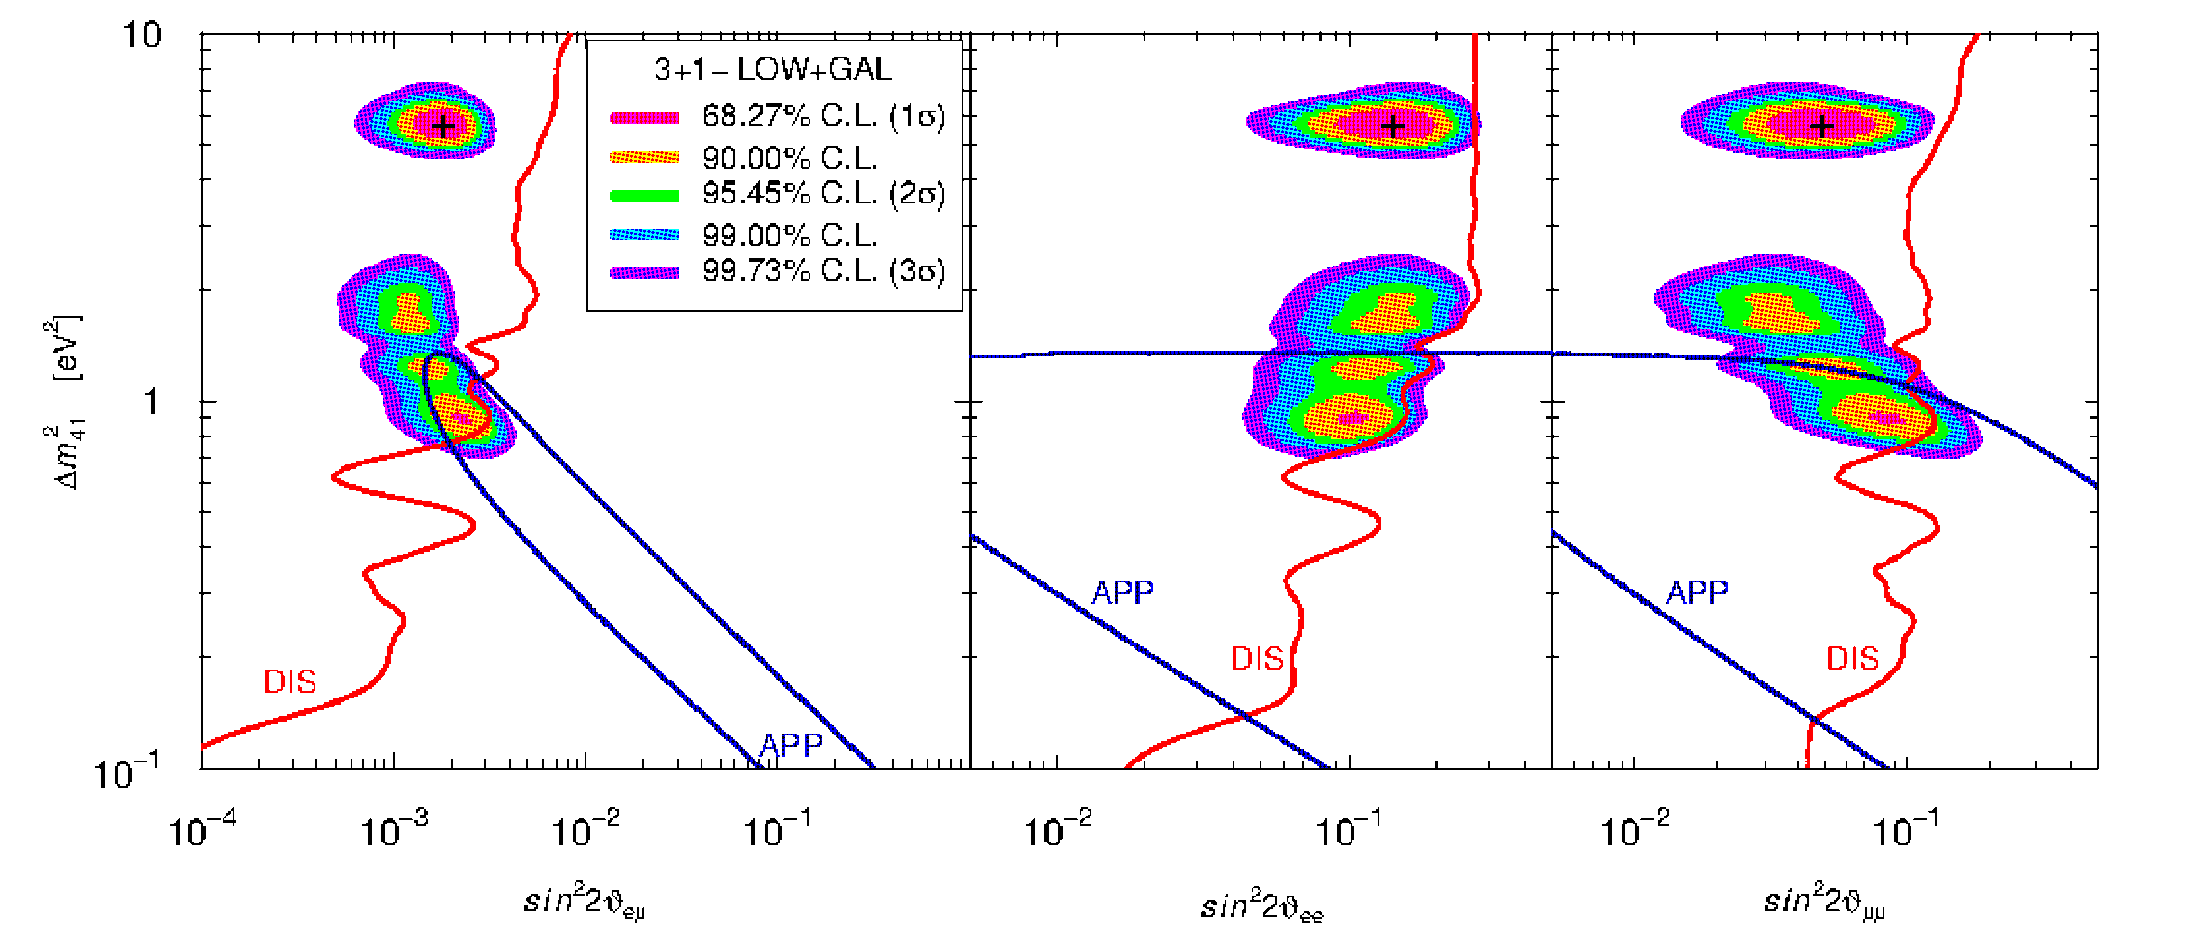 10
1
10⁻¹
Δm²₄₁ [eV²]
3+1−LOW+GAL
68.27% C.L. (1σ)
90.00% C.L.
95.45% C.L. (2σ)
99.00% C.L.
99.73% C.L. (3σ)
DIS
APP
APP
DIS
APP
DIS
10⁻⁴ 10⁻³ 10⁻² 10⁻¹
10⁻² 10⁻¹
10⁻² 10⁻¹
sin²2ϑ_eμ
sin²2ϑ_ee
sin²2ϑ_μμ